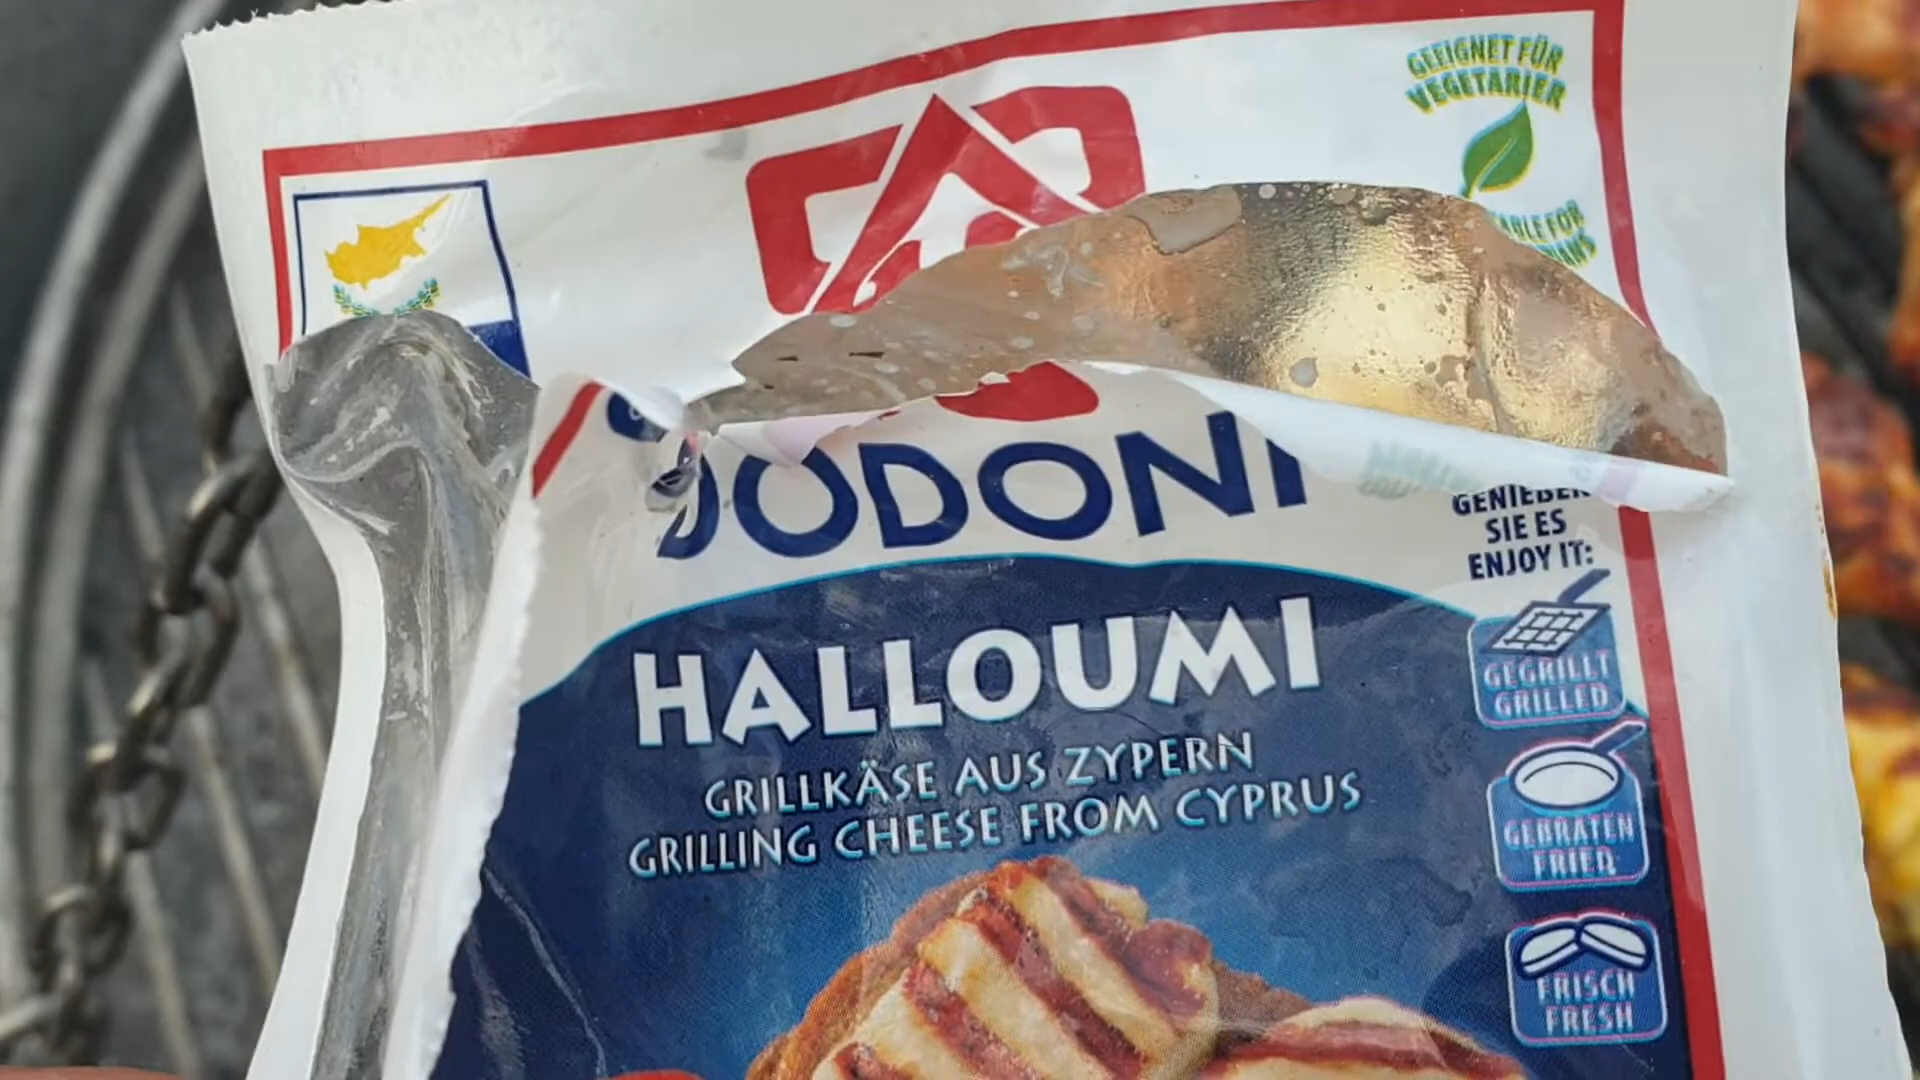 GEEIGNET FÜR
VEGETARIER
DODONI
GENIEßEN
SIE ES
ENJOY IT:
HALLOUMI
GRILLKÄSE AUS ZYPERN
GRILLING CHEESE FROM CYPRUS
GEGRILLT
GRILLED
GEBRATEN
FRIED
FRISCH
FRESH